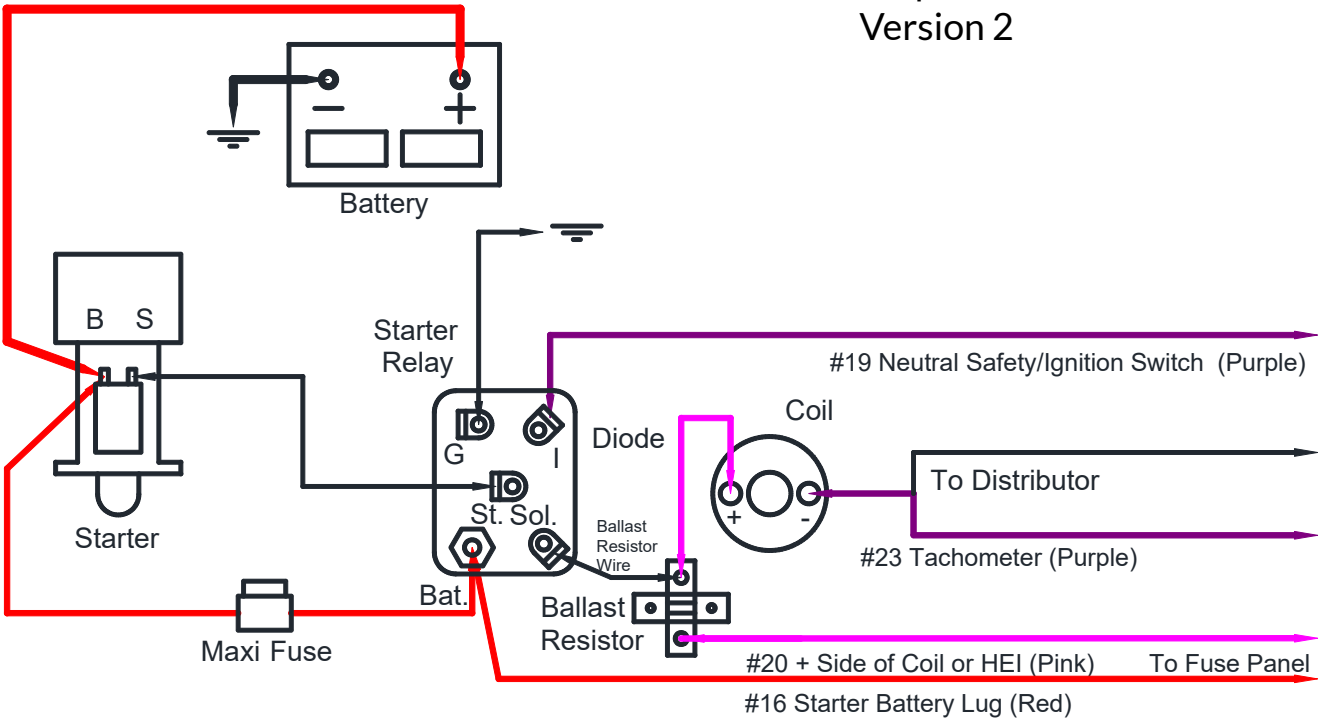 Version 2
Battery
B S
Starter
Relay
#19 Neutral Safety/Ignition Switch (Purple)
Coil
Diode
G
I
+
-
To Distributor
St. Sol.
Ballast
Resistor
Wire
Starter
#23 Tachometer (Purple)
Bat.
Ballast
Resistor
Maxi Fuse
#20 + Side of Coil or HEI (Pink)
To Fuse Panel
#16 Starter Battery Lug (Red)